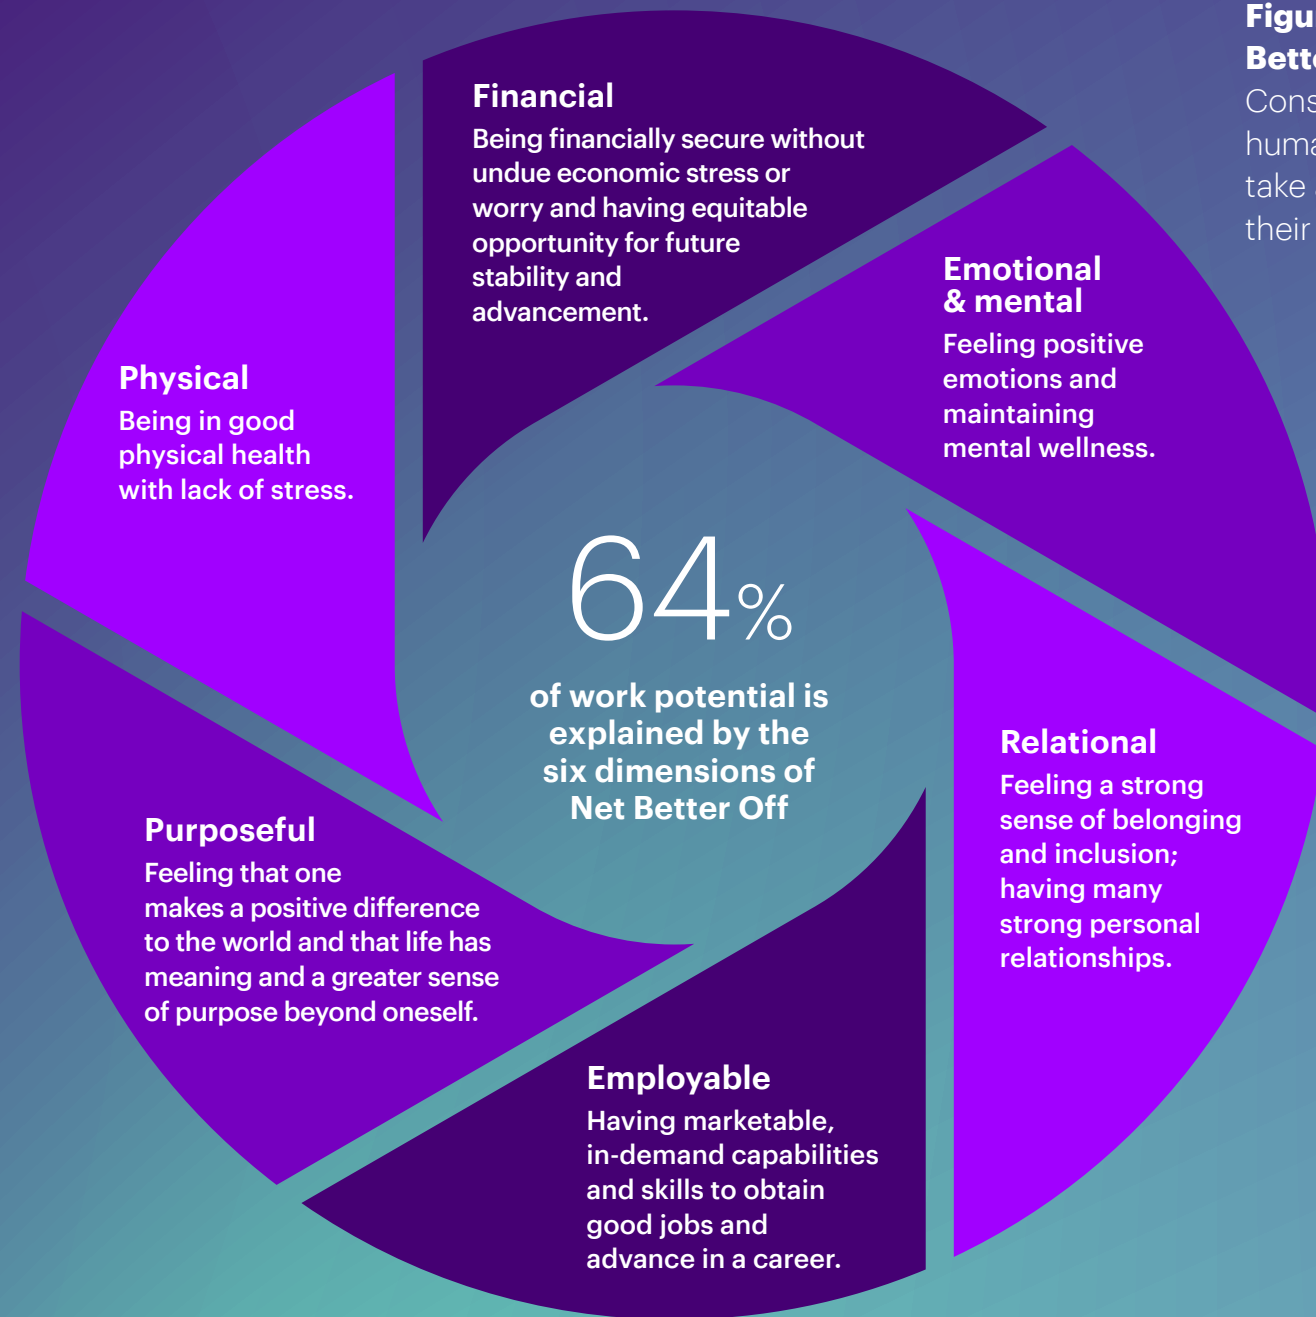 Financial
Being financially secure without
undue economic stress or
worry and having equitable
opportunity for future
stability and
advancement.
Emotional
& mental
Feeling positive
emotions and
maintaining
mental wellness.
Relational
Feeling a strong
sense of belonging
and inclusion;
having many
strong personal
relationships.
Employable
Having marketable,
in-demand capabilities
and skills to obtain
good jobs and
advance in a career.
Purposeful
Feeling that one
makes a positive difference
to the world and that life has
meaning and a greater sense
of purpose beyond oneself.
Physical
Being in good
physical health
with lack of stress.
64%
of work potential is
explained by the
six dimensions of
Net Better Off
take
their